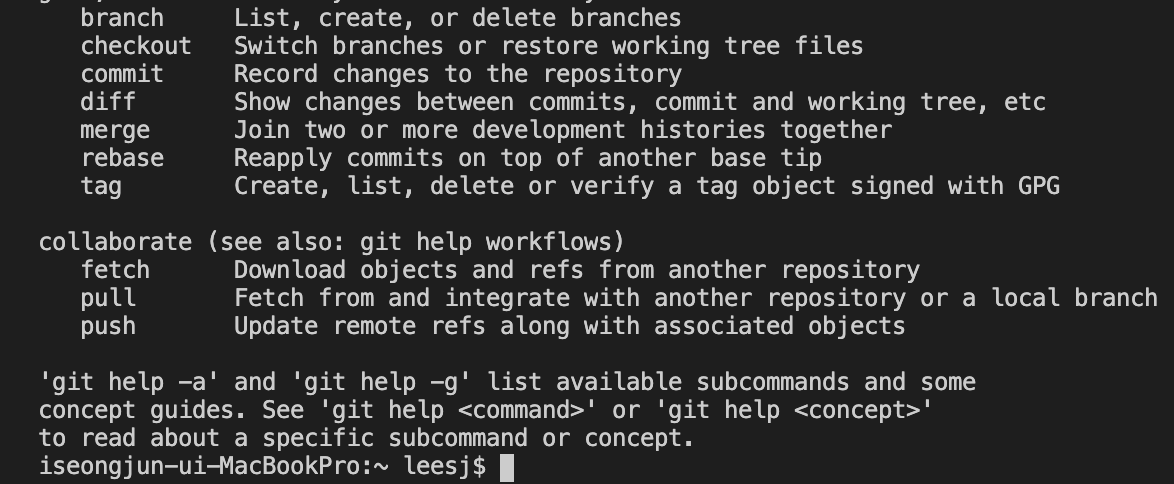 branch     List, create, or delete branches
checkout   Switch branches or restore working tree files
commit     Record changes to the repository
diff       Show changes between commits, commit and working tree, etc
merge      Join two or more development histories together
rebase     Reapply commits on top of another base tip
tag        Create, list, delete or verify a tag object signed with GPG
collaborate (see also: git help workflows)
fetch      Download objects and refs from another repository
pull       Fetch from and integrate with another repository or a local branch
push       Update remote refs along with associated objects
'git help -a' and 'git help -g' list available subcommands and some
concept guides. See 'git help <command>' or 'git help <concept>'
to read about a specific subcommand or concept.
iseongjun-ui-MacBookPro:~ leesj$